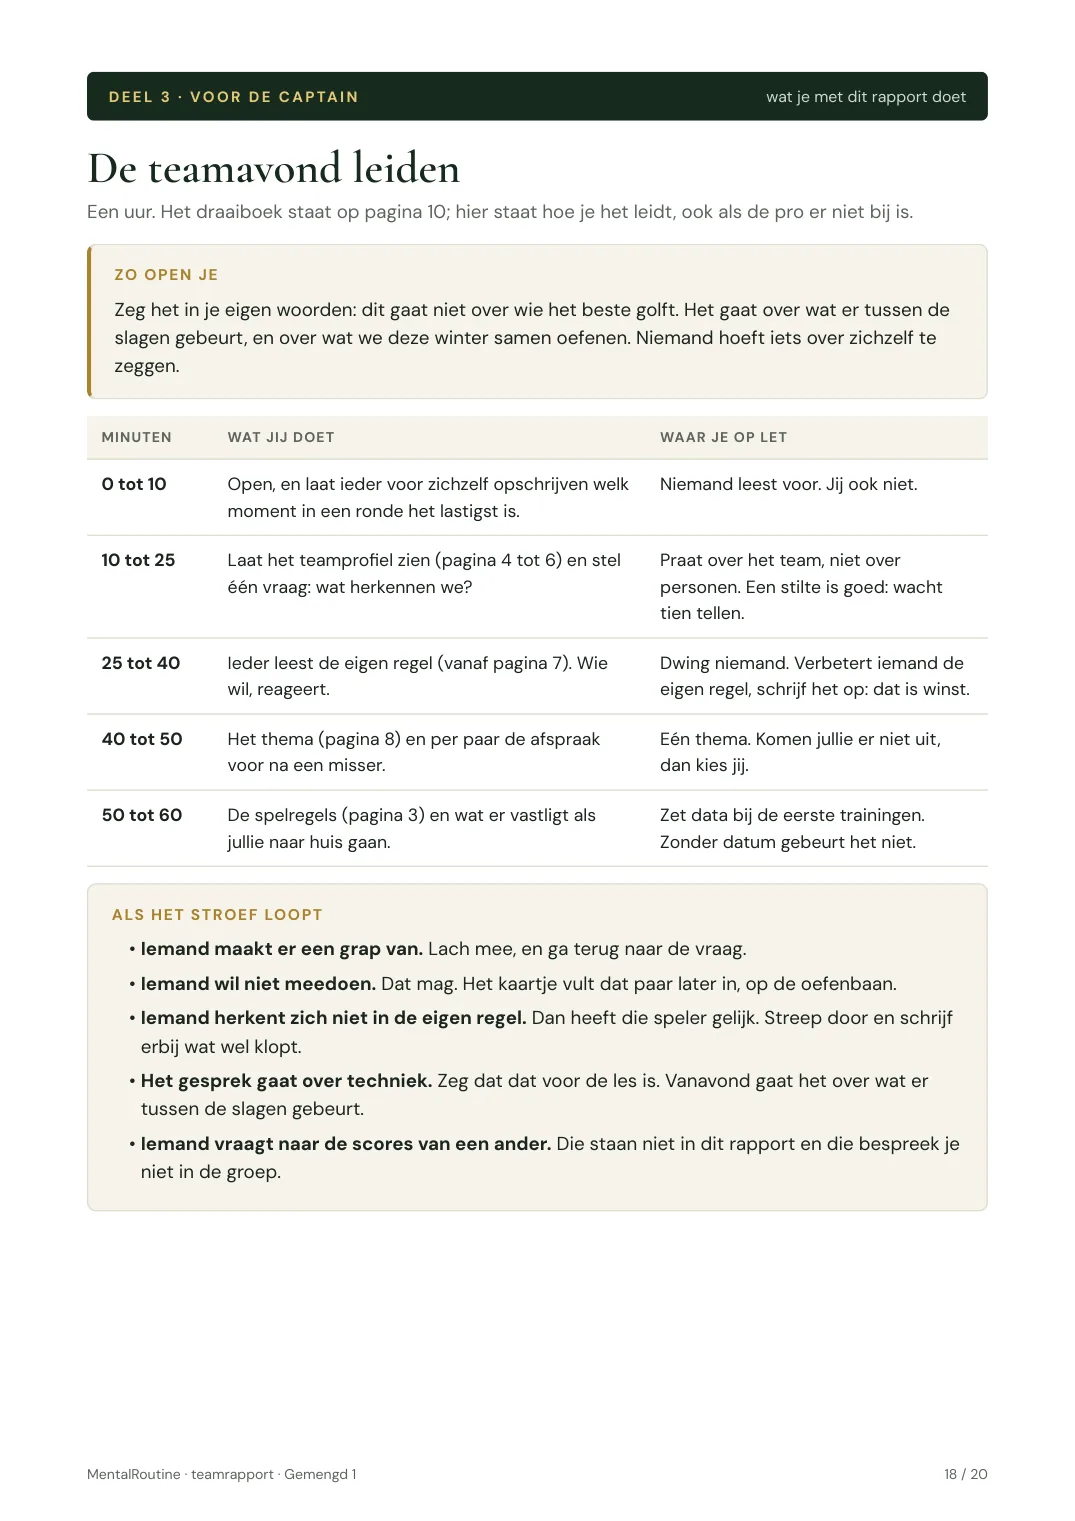 DEEL 3 · VOOR DE CAPTAIN
wat je met dit rapport doet
De teamavond leiden
Een uur. Het draaiboek staat op pagina 10; hier staat hoe je het leidt, ook als de pro er niet bij is.
ZO OPEN JE
Zeg het in je eigen woorden: dit gaat niet over wie het beste golft. Het gaat over wat er tussen de
slagen gebeurt, en over wat we deze winter samen oefenen. Niemand hoeft iets over zichzelf te
zeggen.
MINUTEN
WAT JIJ DOET
WAAR JE OP LET
0 tot 10
Open, en laat ieder voor zichzelf opschrijven welk
moment in een ronde het lastigst is.
Niemand leest voor. Jij ook niet.
10 tot 25
Laat het teamprofiel zien (pagina 4 tot 6) en stel
één vraag: wat herkennen we?
Praat over het team, niet over
personen. Een stilte is goed: wacht
tien tellen.
25 tot 40
Ieder leest de eigen regel (vanaf pagina 7). Wie
wil, reageert.
Dwing niemand. Verbetert iemand de
eigen regel, schrijf het op: dat is winst.
40 tot 50
Het thema (pagina 8) en per paar de afspraak
voor na een misser.
Eén thema. Komen jullie er niet uit,
dan kies jij.
50 tot 60
De spelregels (pagina 3) en wat er vastligt als
jullie naar huis gaan.
Zet data bij de eerste trainingen.
Zonder datum gebeurt het niet.
ALS HET STROEF LOOPT
• Iemand maakt er een grap van. Lach mee, en ga terug naar de vraag.
• Iemand wil niet meedoen. Dat mag. Het kaartje vult dat paar later in, op de oefenbaan.
• Iemand herkent zich niet in de eigen regel. Dan heeft die speler gelijk. Streep door en schrijf
erbij wat wel klopt.
• Het gesprek gaat over techniek. Zeg dat dat voor de les is. Vanavond gaat het over wat er
tussen de slagen gebeurt.
• Iemand vraagt naar de scores van een ander. Die staan niet in dit rapport en die bespreek je
niet in de groep.
MentalRoutine · teamrapport · Gemengd 1
18 / 20